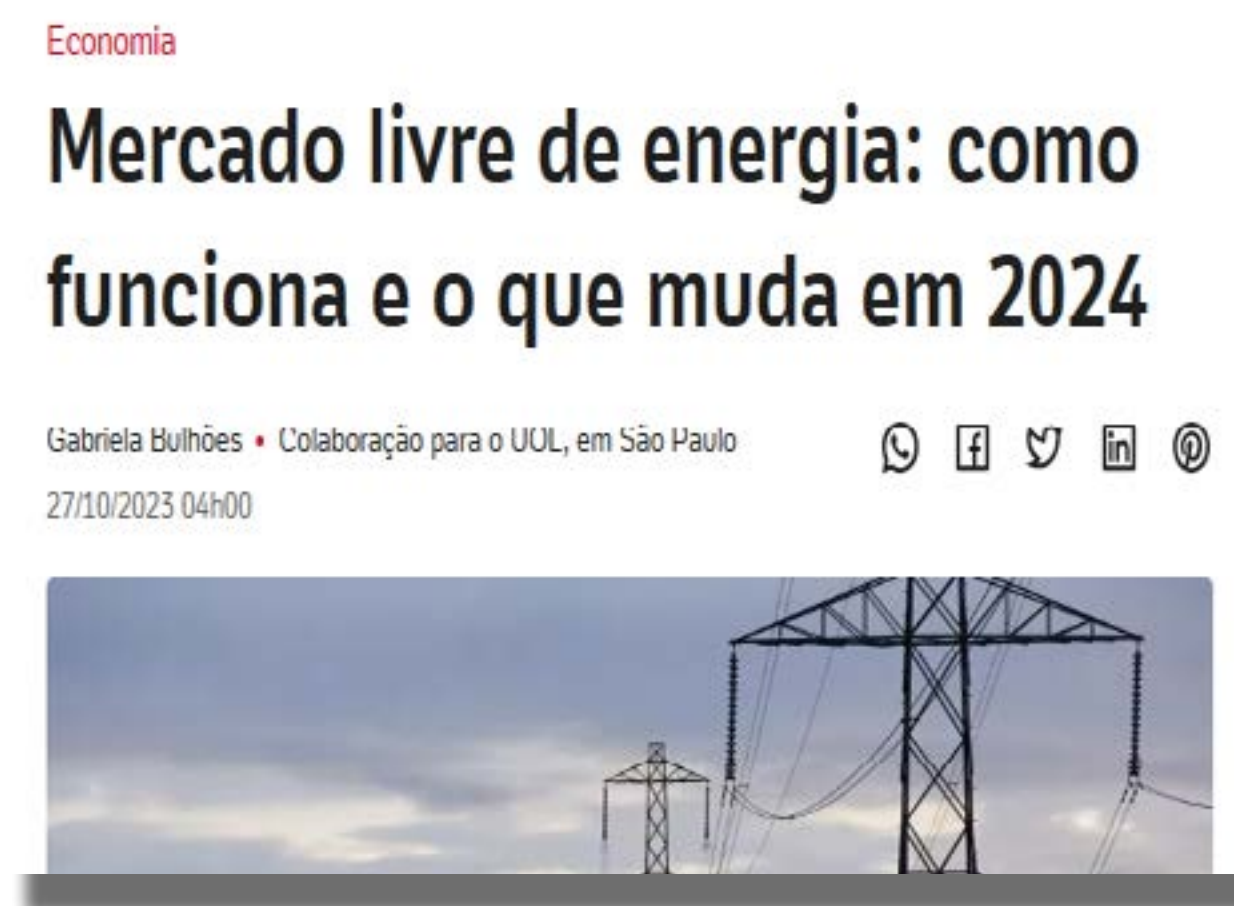 Economia
Mercado livre de energia: como
funciona e o que muda em 2024
Gabriela Bulhões • Colaboração para o UOL, em São Paulo
27/10/2023 04h00